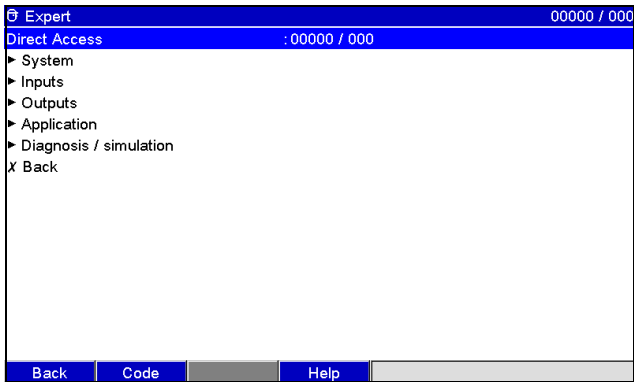 Expert 00000 / 000
Direct Access :00000 / 000
► System
► Inputs
► Outputs
► Application
► Diagnosis / simulation
✗ Back
Back Code Help